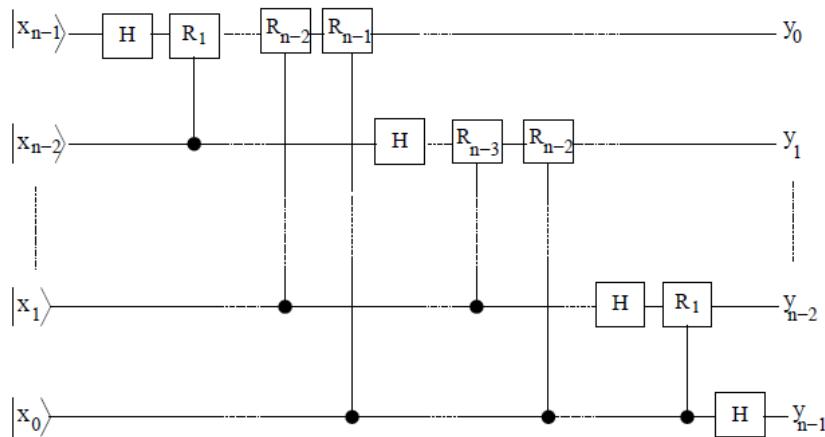 |x_{n-1}⟩ H R_1 R_{n-2} R_{n-1} y_0
|x_{n-2}⟩ H R_{n-3} R_{n-2} y_1
|x_1⟩ H R_1 y_{n-2}
|x_0⟩ H y_{n-1}